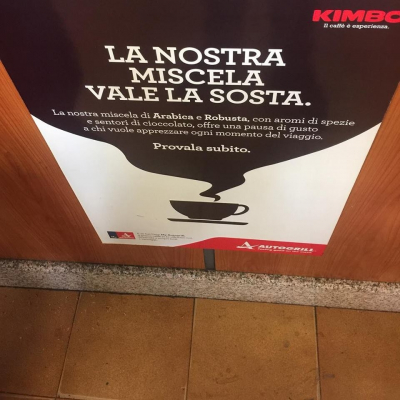 KIMBO
Il caffè è esperienza.
LA NOSTRA
MISCELA
VALE LA SOSTA.
La nostra miscela di Arabica e Robusta, con aromi di spezie
e sentori di cioccolato, offre una pausa di gusto
a chi vuole apprezzare ogni momento del viaggio.
Provala subito.
AUTOGRILL